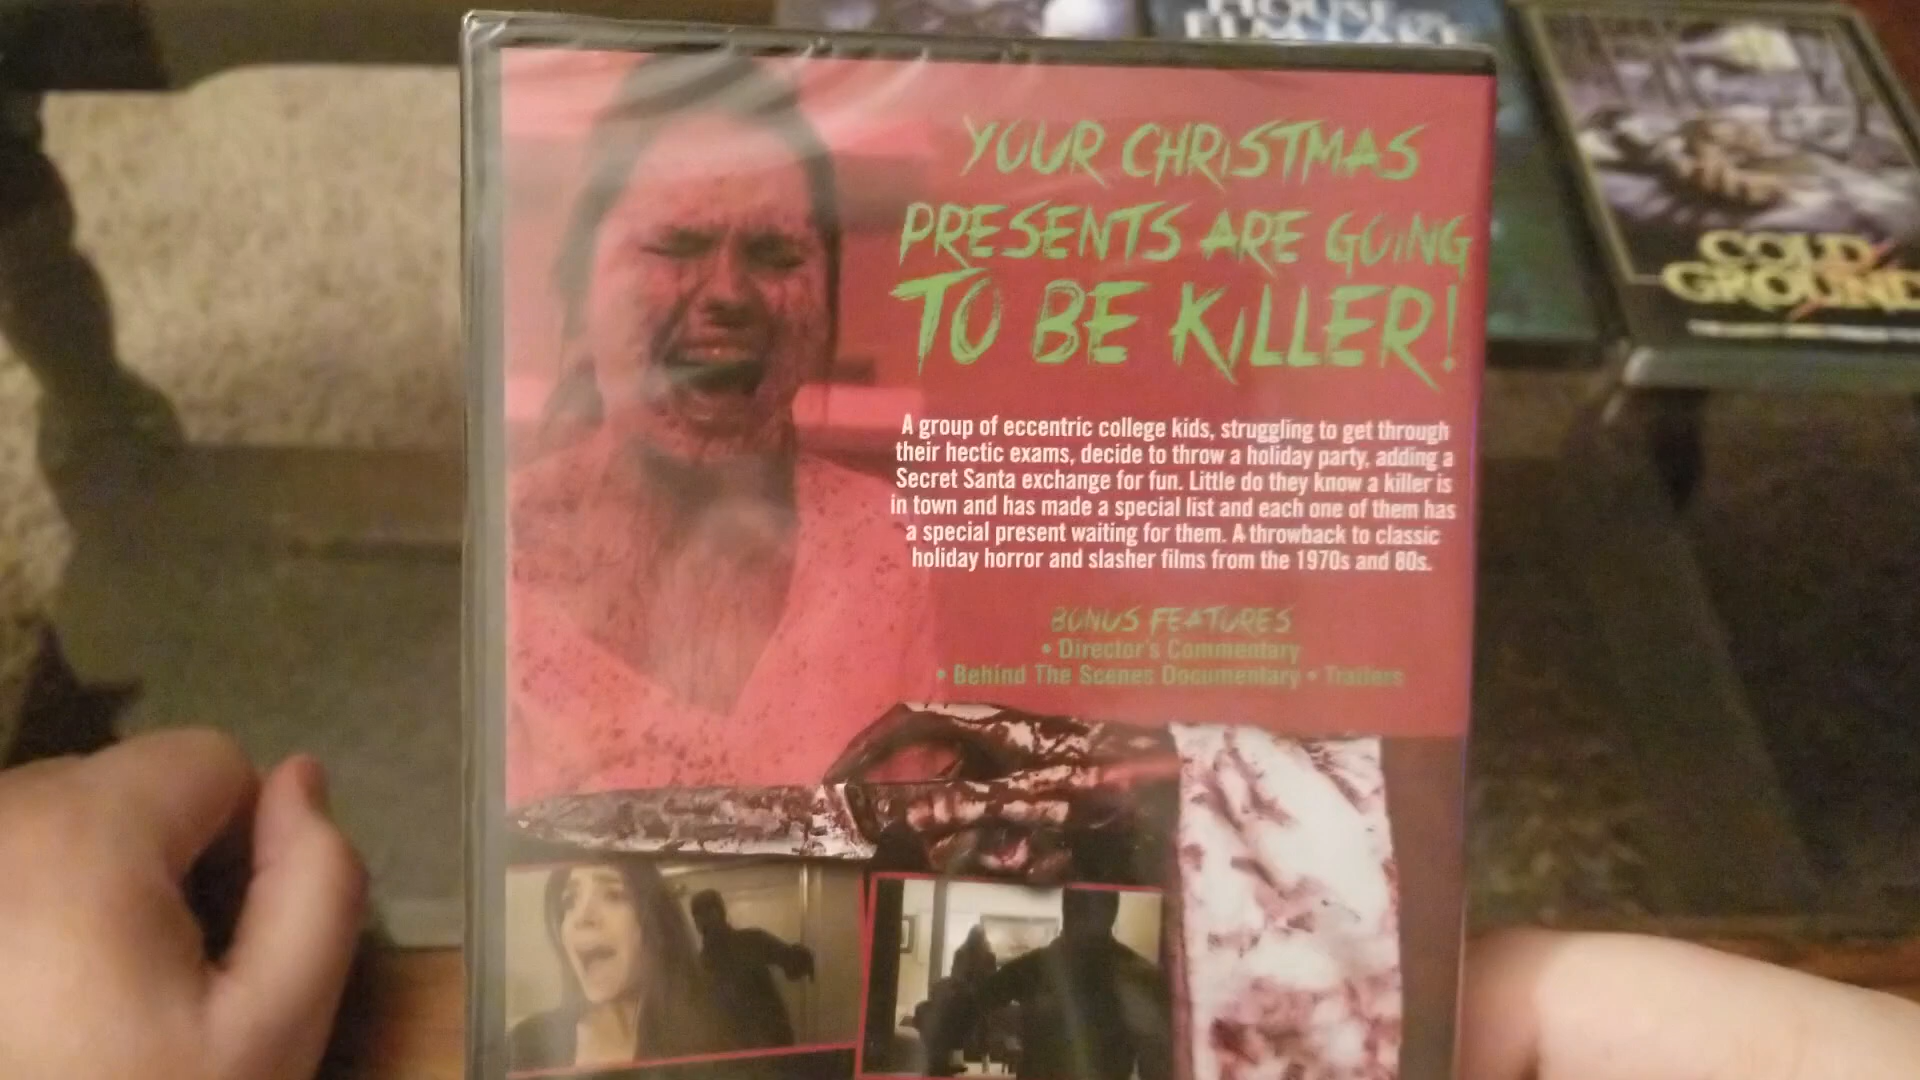 HOUSE
ELM LAKE
COLD
GROUND
YOUR CHRISTMAS
PRESENTS ARE GOING
TO BE KILLER!
A group of eccentric college kids, struggling to get through
their hectic exams, decide to throw a holiday party, adding a
Secret Santa exchange for fun. Little do they know a killer is
in town and has made a special list and each one of them has
a special present waiting for them. A throwback to classic
holiday horror and slasher films from the 1970s and 80s.
BONUS FEATURES
• Director's Commentary
• Behind The Scenes Documentary • Trailers